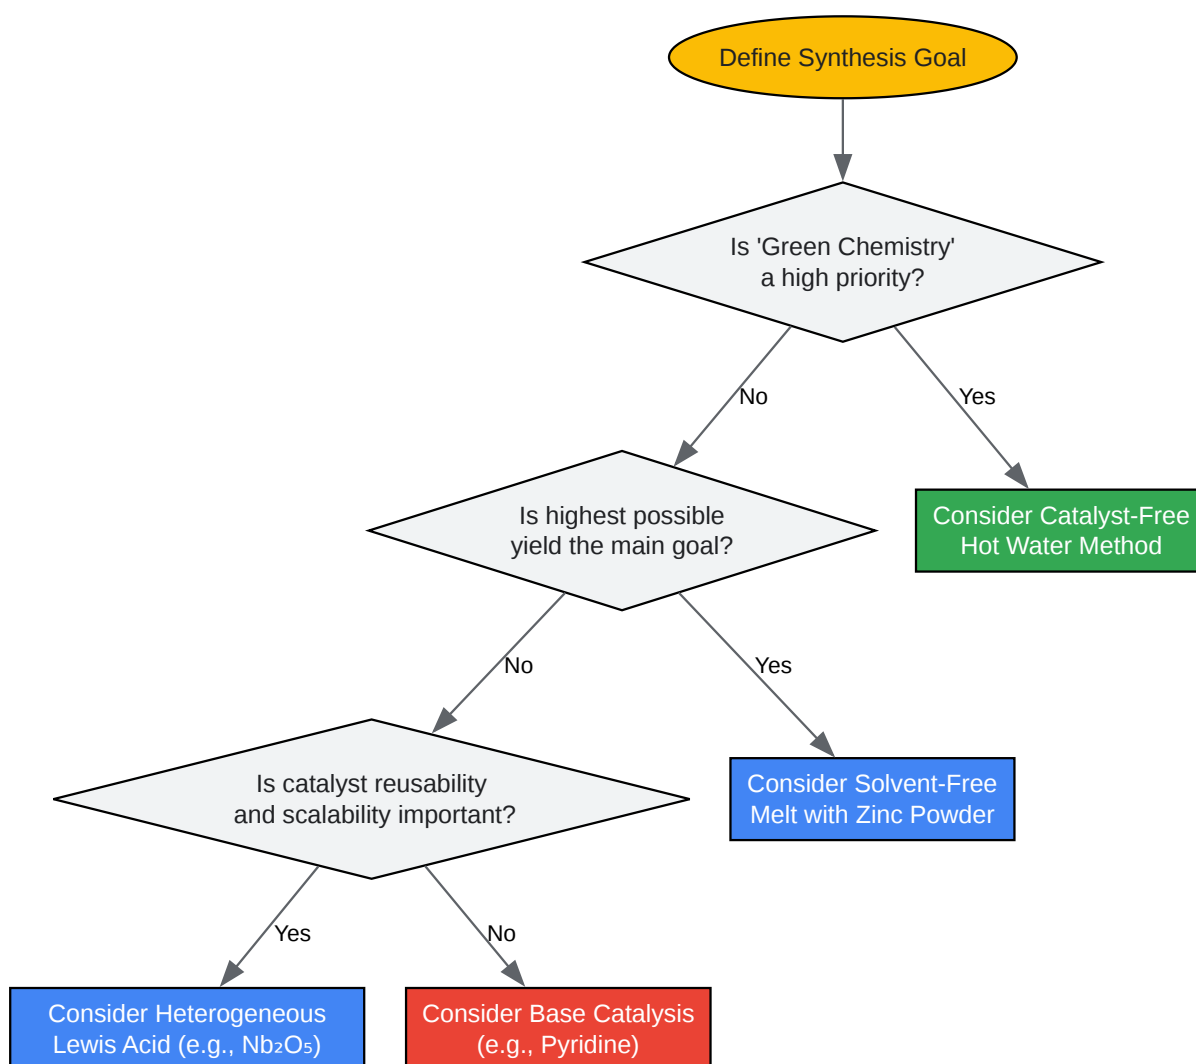 Define Synthesis Goal
Is 'Green Chemistry'
a high priority?
No
Yes
Is highest possible
yield the main goal?
Consider Catalyst-Free
Hot Water Method
No
Yes
Is catalyst reusability
and scalability important?
Consider Solvent-Free
Melt with Zinc Powder
Yes
No
Consider Heterogeneous
Lewis Acid (e.g., Nb₂O₅)
Consider Base Catalysis
(e.g., Pyridine)